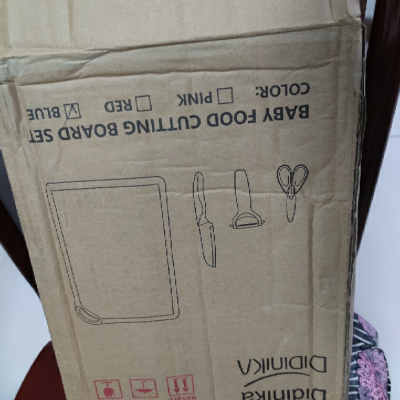 Didinika
DIDINIKA
BABY FOOD CUTTING BOARD SET
COLOR: ☐ PINK ☐ RED ☑ BLUE